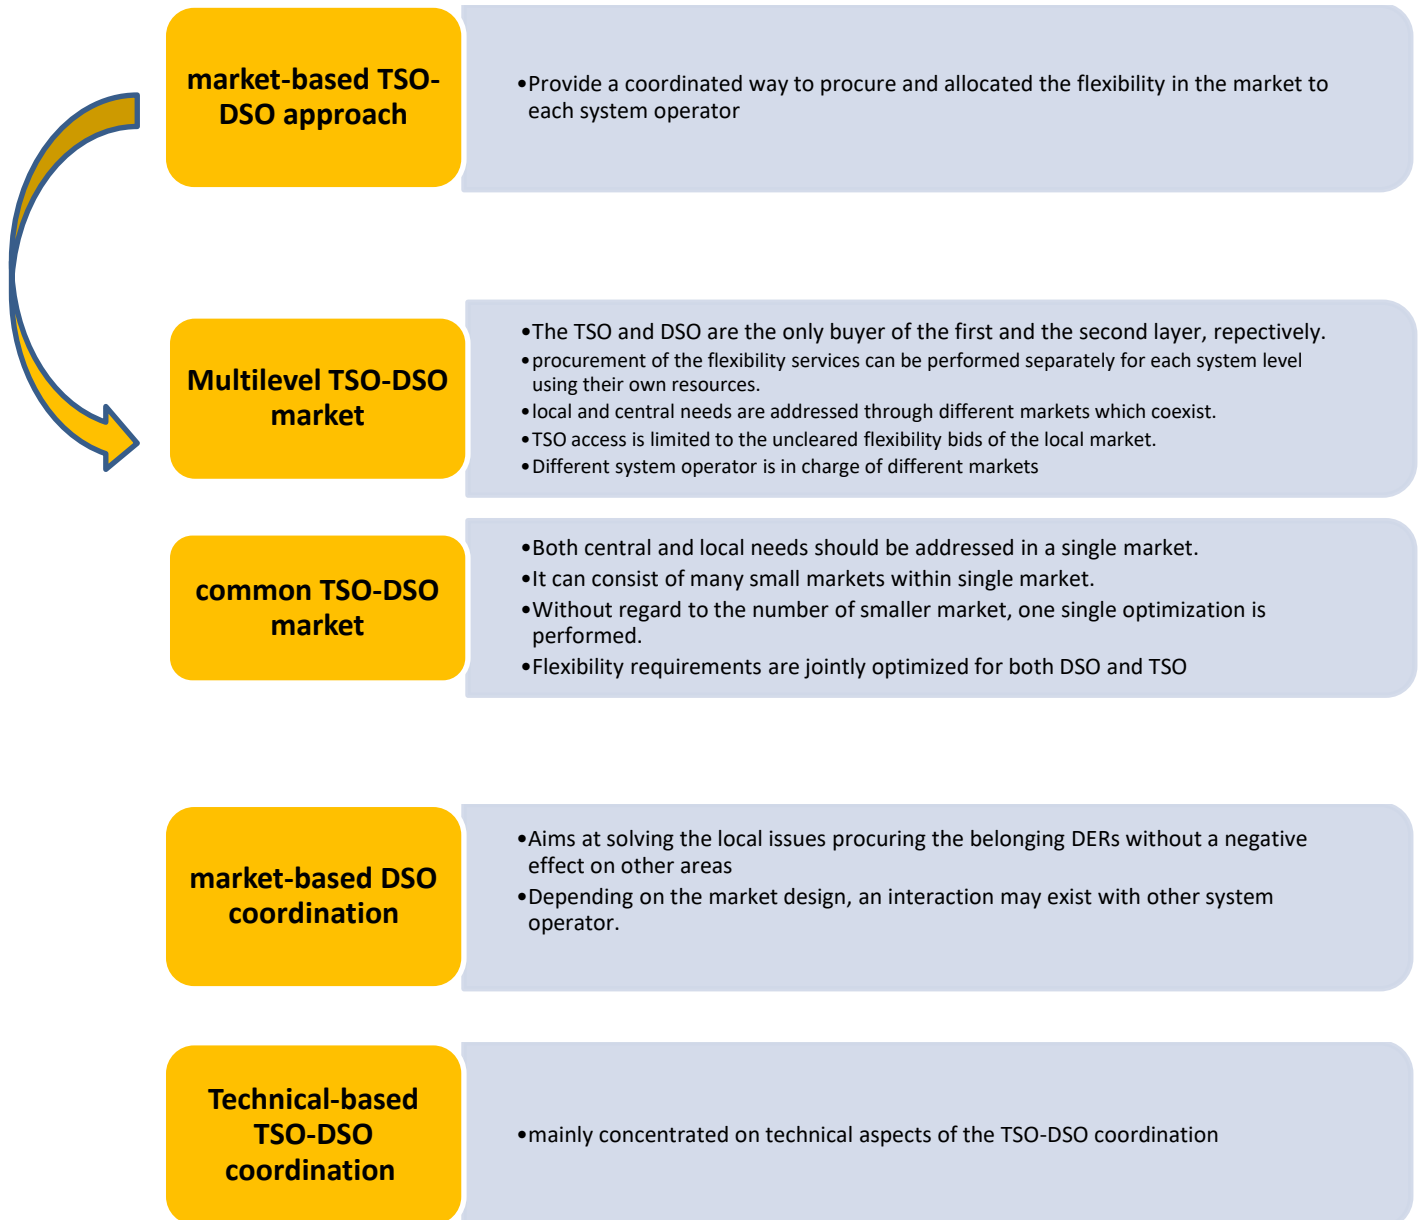 market-based TSO-
DSO approach
•Provide a coordinated way to procure and allocated the flexibility in the market to
each system operator
Multilevel TSO-DSO
market
•The TSO and DSO are the only buyer of the first and the second layer, repectively.
•procurement of the flexibility services can be performed separately for each system level
using their own resources.
•local and central needs are addressed through different markets which coexist.
•TSO access is limited to the uncleared flexibility bids of the local market.
•Different system operator is in charge of different markets
common TSO-DSO
market
•Both central and local needs should be addressed in a single market.
•It can consist of many small markets within single market.
•Without regard to the number of smaller market, one single optimization is
performed.
•Flexibility requirements are jointly optimized for both DSO and TSO
market-based DSO
coordination
•Aims at solving the local issues procuring the belonging DERs without a negative
effect on other areas
•Depending on the market design, an interaction may exist with other system
operator.
Technical-based
TSO-DSO
coordination
•mainly concentrated on technical aspects of the TSO-DSO coordination